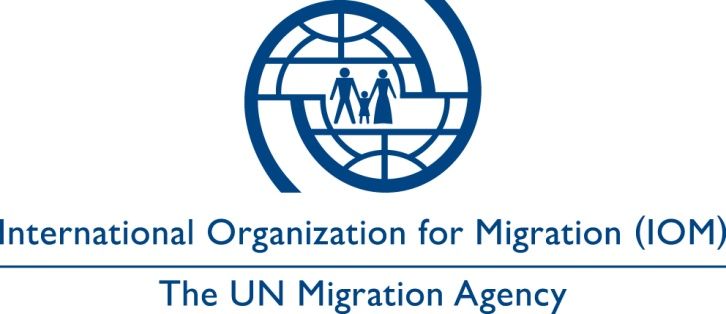 International Organization for Migration (IOM)
The UN Migration Agency